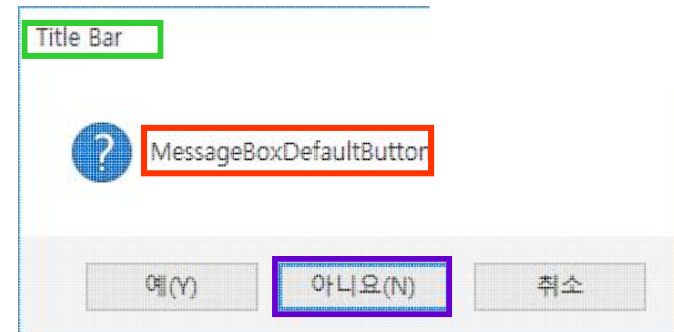 Title Bar
?
MessageBoxDefaultButton
예(Y) 아니요(N) 취소